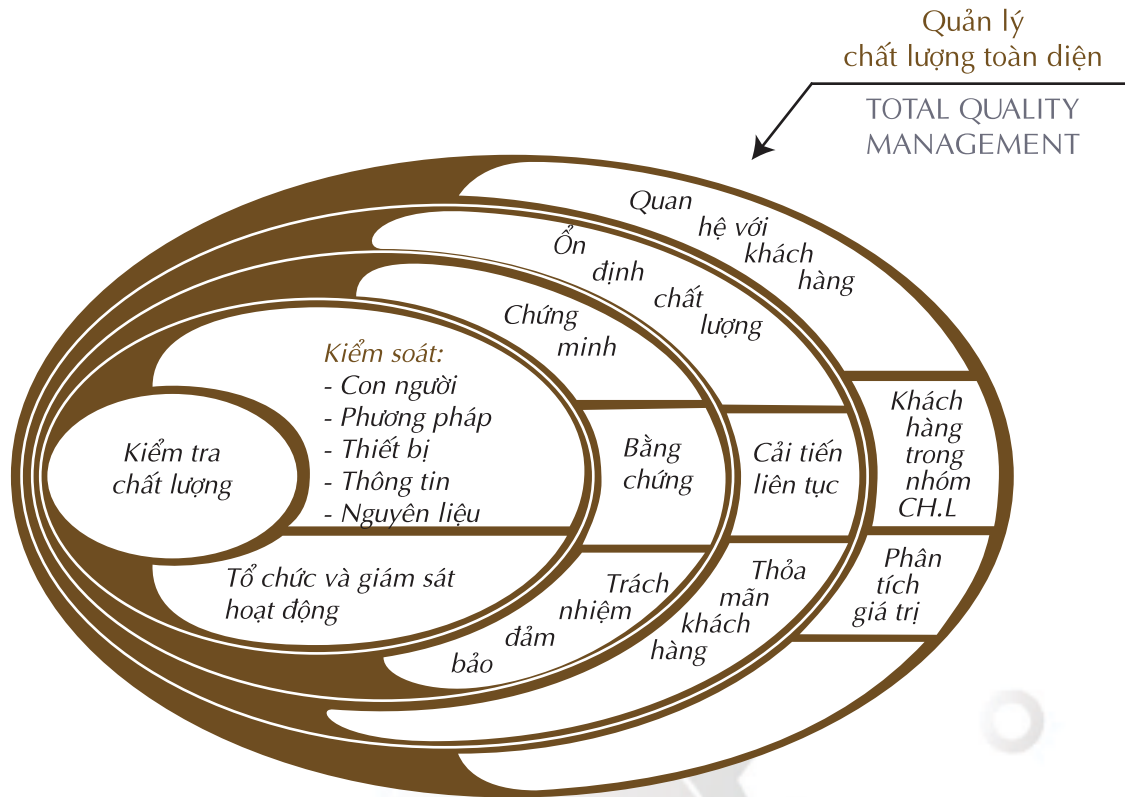 Quản lý
chất lượng toàn diện
TOTAL QUALITY
MANAGEMENT
Quan
hệ với
khách
hàng
Ổn
định
chất
lượng
Chứng
minh
Kiểm soát:
- Con người
- Phương pháp
- Thiết bị
- Thông tin
- Nguyên liệu
Kiểm tra
chất lượng
Bằng
chứng
Cải tiến
liên tục
Khách
hàng
trong
nhóm
CH.L
Tổ chức và giám sát
hoạt động
Trách
nhiệm
đảm
bảo
Thỏa
mãn
khách
hàng
Phân
tích
giá trị